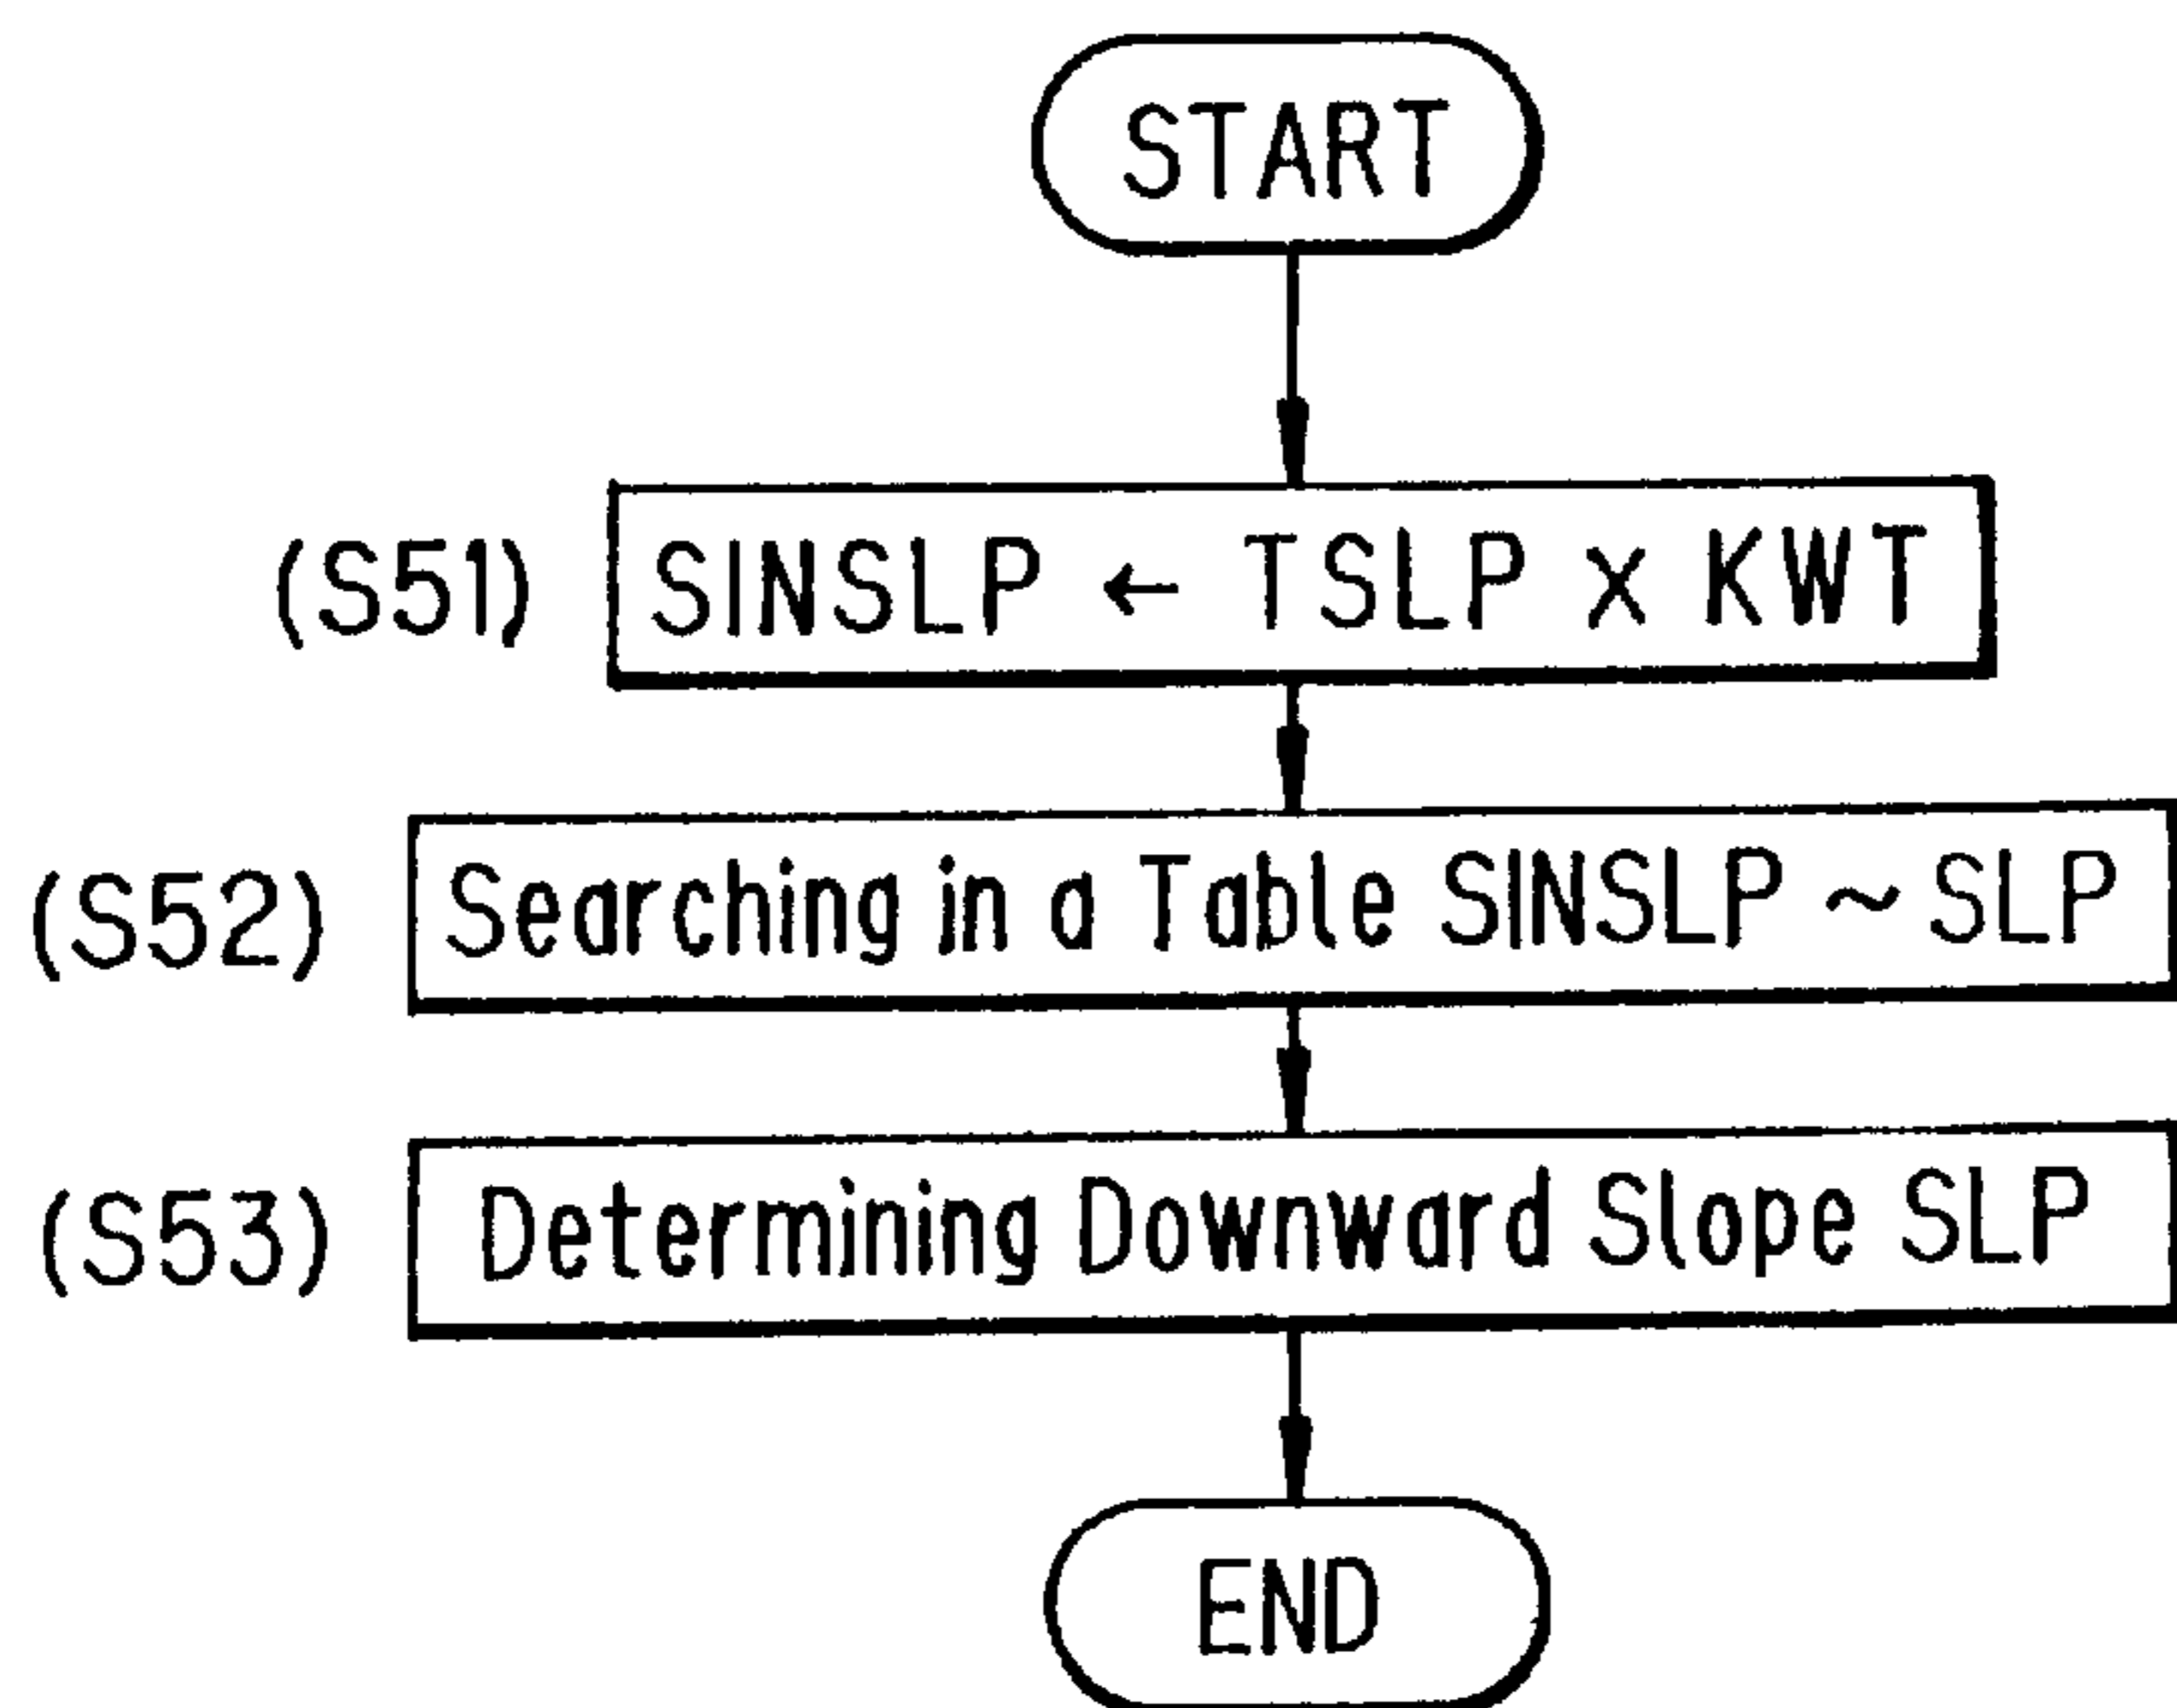 START
(S51) SINSLP ← TSLP x KWT
(S52) Searching in a Table SINSLP ~ SLP
(S53) Determining Downward Slope SLP
END